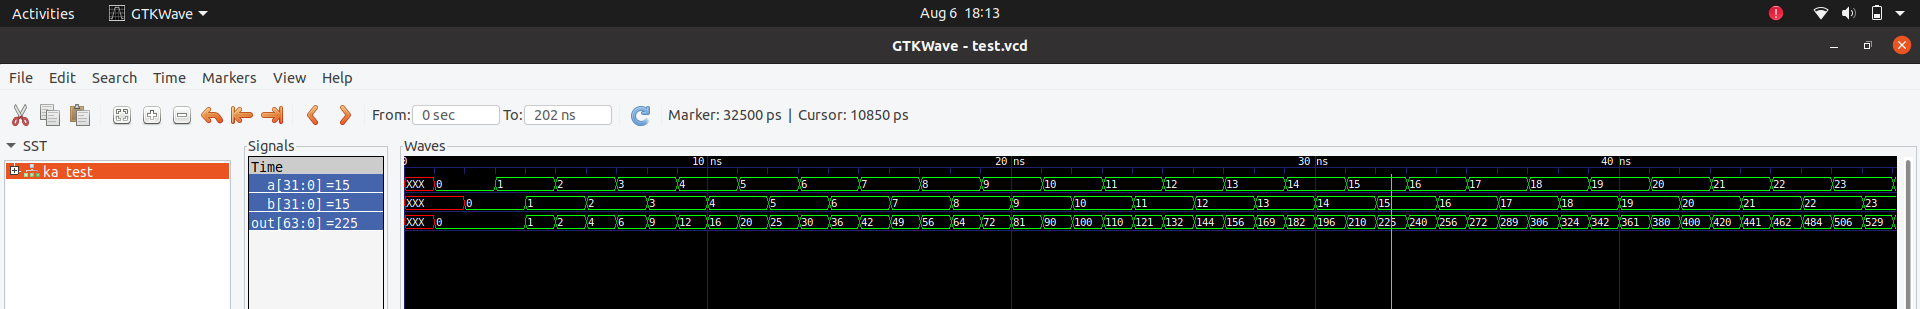 Activities GTKWave Aug 6 18:13
GTKWave - test.vcd
File Edit Search Time Markers View Help
From: 0 sec To: 202 ns Marker: 32500 ps | Cursor: 10850 ps
SST Signals Waves
ka_test Time 0 10 ns 20 ns 30 ns 40 ns
a[31:0] =15 XXX 0 1 2 3 4 5 6 7 8 9 10 11 12 13 14 15 16 17 18 19 20 21 22 23
b[31:0] =15 XXX 0 1 2 3 4 5 6 7 8 9 10 11 12 13 14 15 16 17 18 19 20 21 22 23
out[63:0] =225 XXX 0 1 2 4 6 9 12 16 20 25 30 36 42 49 56 64 72 81 90 100 110 121 132 144 156 169 182 196 210 225 240 256 272 289 306 324 342 361 380 400 420 441 462 484 506 529